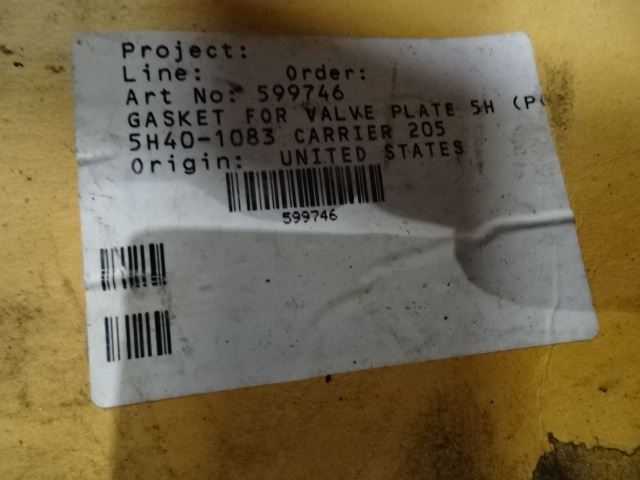 Project:
Line: Order:
Art No: 599746
GASKET FOR VALVE PLATE 5H
5H40-1083 CARRIER 205
Origin: UNITED STATES
599746